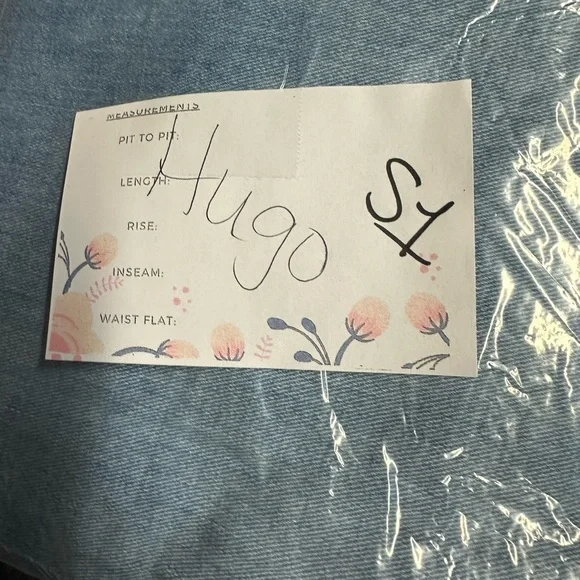 MEASUREMENTS
PIT TO PIT:
LENGTH:
Hugo
S1
RISE:
INSEAM:
WAIST FLAT: